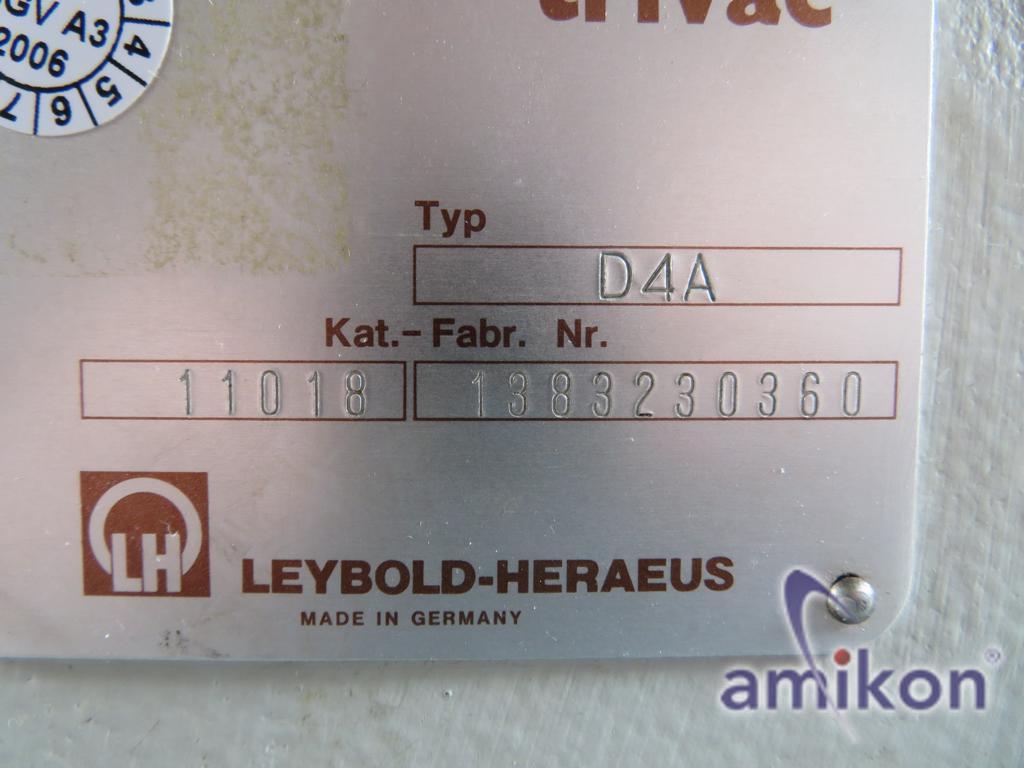 trivac
GV A3
2006
3 4 5 6 7
Typ
D4A
Kat.-Fabr. Nr.
11018 1383230360
LH
LEYBOLD-HERAEUS
MADE IN GERMANY
amikon®